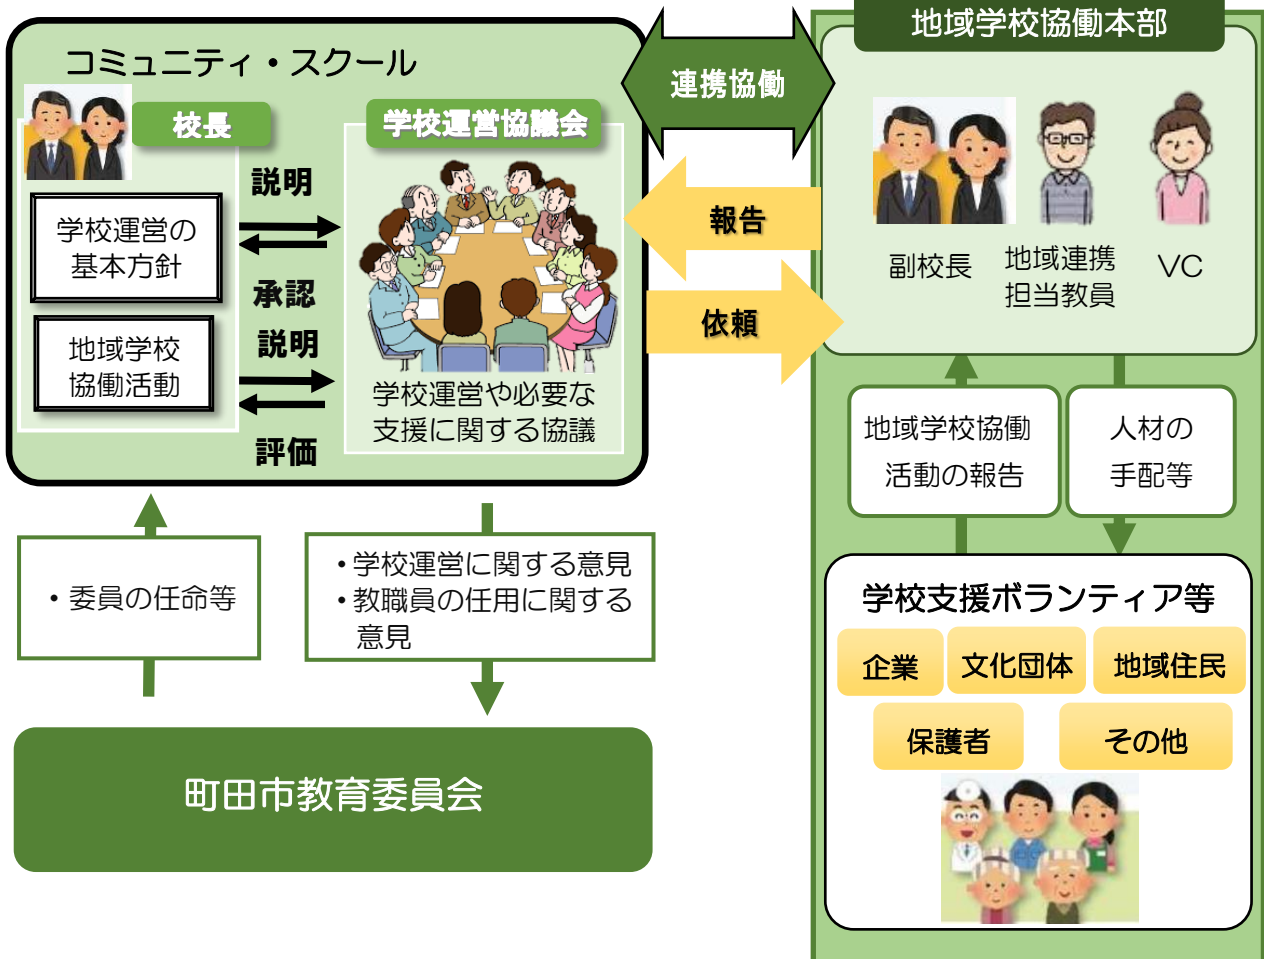 コミュニティ・スクール
校長
学校運営の
基本方針
地域学校
協働活動
説明
承認
説明
評価
学校運営協議会
学校運営や必要な
支援に関する協議
連携協働
報告
依頼
地域学校協働本部
副校長
地域連携
担当教員
VC
地域学校協働
活動の報告
人材の
手配等
学校支援ボランティア等
企業
文化団体
地域住民
保護者
その他
・委員の任命等
・学校運営に関する意見
・教職員の任用に関する
意見
町田市教育委員会